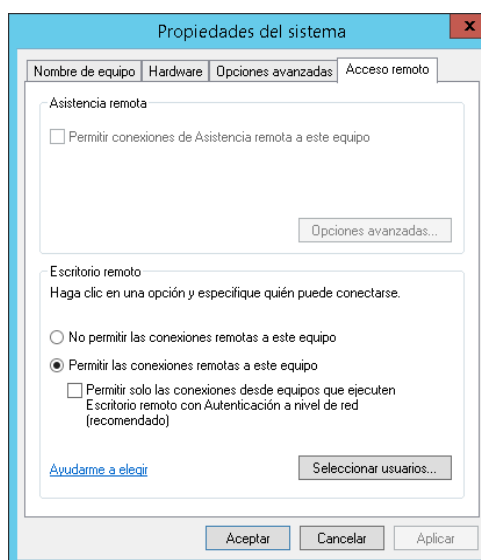 Propiedades del sistema
x
Nombre de equipo Hardware Opciones avanzadas Acceso remoto
Asistencia remota
Permitir conexiones de Asistencia remota a este equipo
Opciones avanzadas...
Escritorio remoto
Haga clic en una opción y especifique quién puede conectarse.
No permitir las conexiones remotas a este equipo
Permitir las conexiones remotas a este equipo
Permitir solo las conexiones desde equipos que ejecuten
Escritorio remoto con Autenticación a nivel de red
(recomendado)
Ayudarme a elegir
Seleccionar usuarios...
Aceptar Cancelar Aplicar